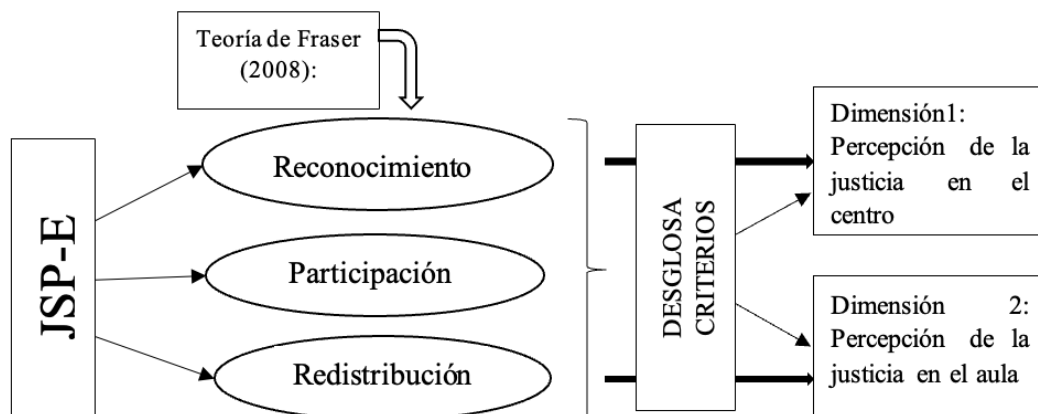 Teoría de Fraser
(2008):
JSP-E
Reconocimiento
Participación
Redistribución
DESGLOSA
CRITERIOS
Dimensión1:
Percepción de la
justicia en el
centro
Dimensión 2:
Percepción de la
justicia en el aula